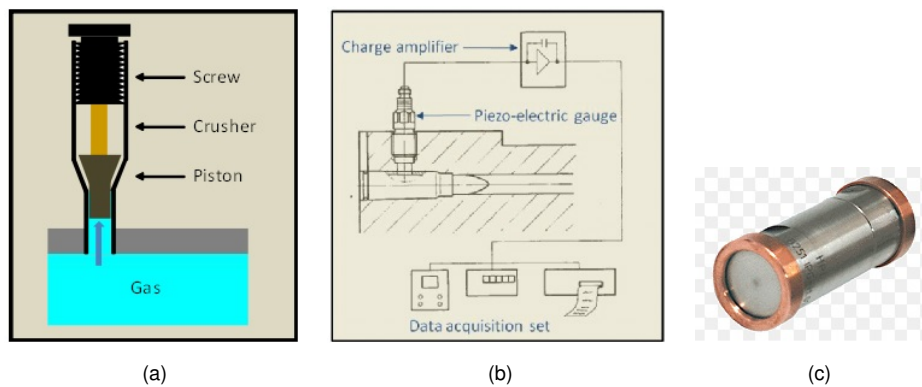 Screw
Crusher
Piston
Gas
Charge amplifier
Piezo-electric gauge
Data acquisition set
(a)
(b)
(c)